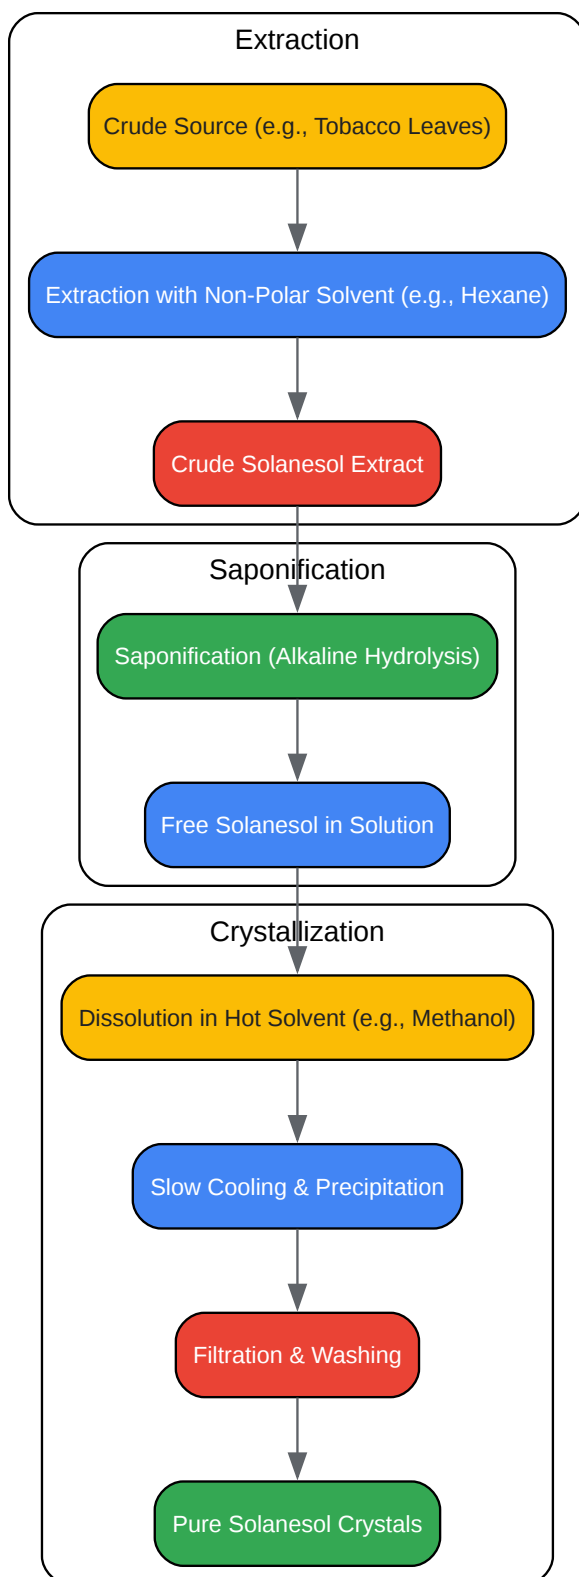 Extraction
Crude Source (e.g., Tobacco Leaves)
Extraction with Non-Polar Solvent (e.g., Hexane)
Crude Solanesol Extract
Saponification
Saponification (Alkaline Hydrolysis)
Free Solanesol in Solution
Crystallization
Dissolution in Hot Solvent (e.g., Methanol)
Slow Cooling & Precipitation
Filtration & Washing
Pure Solanesol Crystals